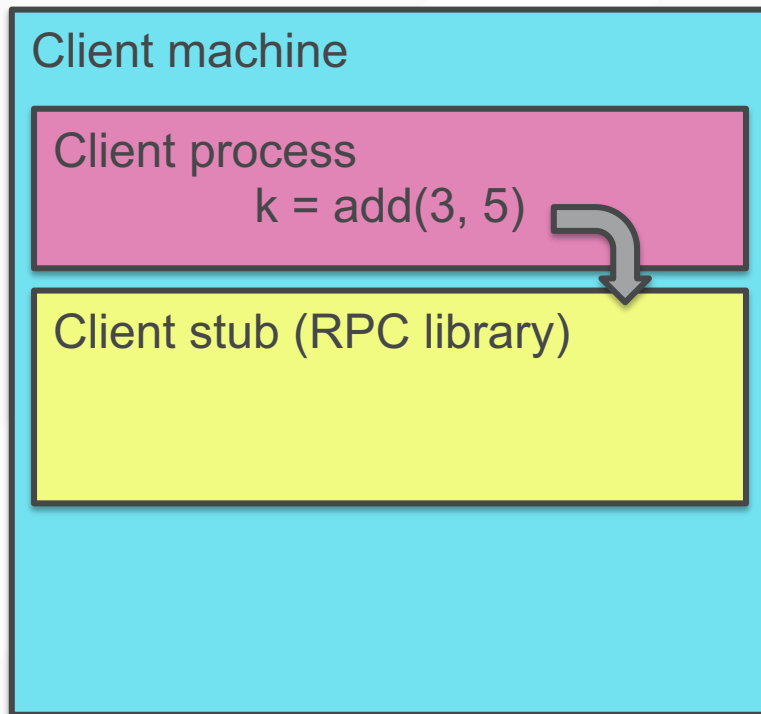 Client machine
Client process
k = add(3, 5)
Client stub (RPC library)